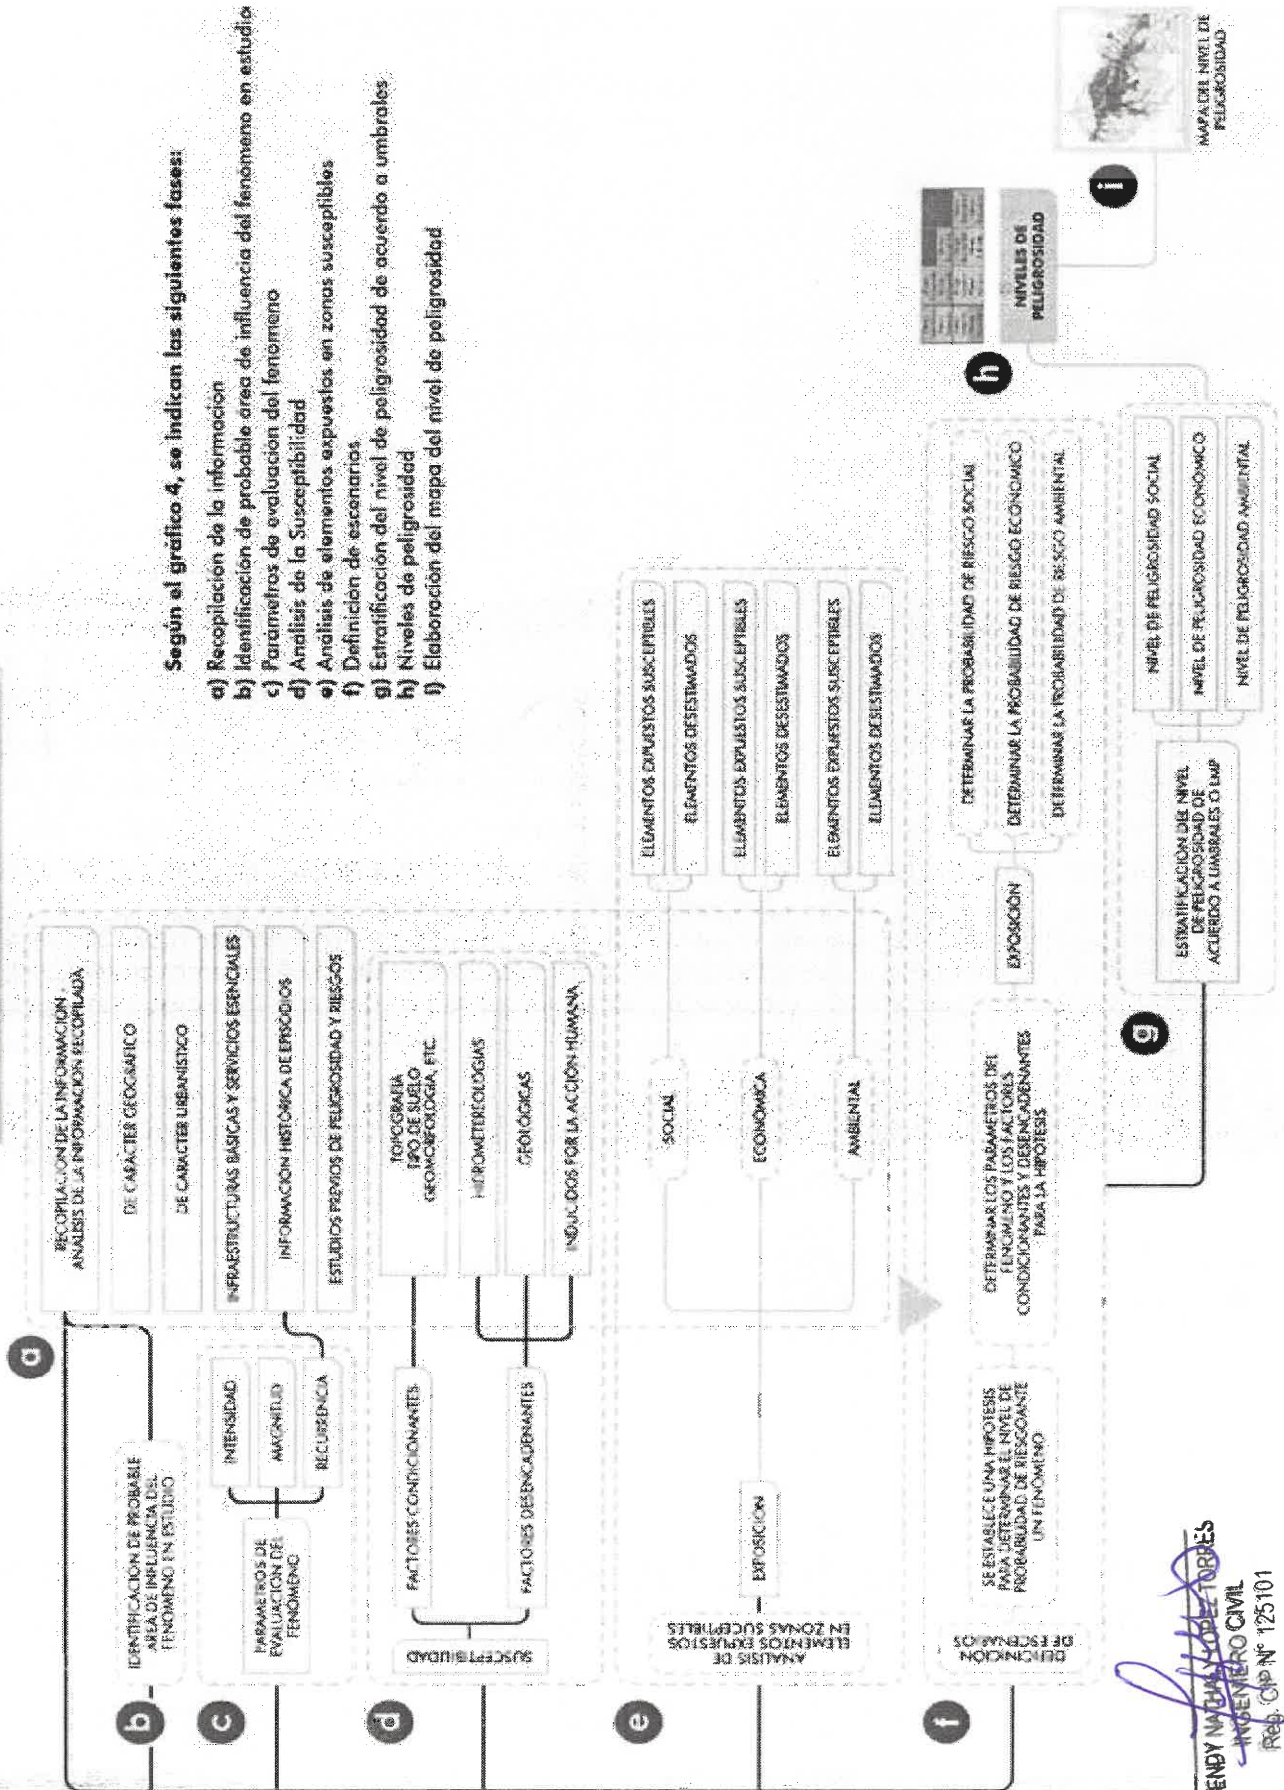 Según el gráfico 4, se indican las siguientes fases:
a) Recopilación de la información
b) Identificación de probable área de influencia del fenómeno en estudio
c) Parámetros de evaluación del fenómeno
d) Análisis de la Susceptibilidad
e) Análisis de elementos expuestos en zonas susceptibles
f) Definición de escenarios
g) Estratificación del nivel de peligrosidad de acuerdo a umbrales
h) Niveles de peligrosidad
i) Elaboración del mapa del nivel de peligrosidad
a
RECOPILACIÓN DE LA INFORMACIÓN -
ANÁLISIS DE LA INFORMACIÓN RECOPILADA
DE CARÁCTER GEOGRÁFICO
DE CARÁCTER URBANÍSTICO
INFRAESTRUCTURAS BÁSICAS Y SERVICIOS ESENCIALES
INFORMACIÓN HISTÓRICA DE EPISODIOS
ESTUDIOS PREVIOS DE PELIGROSIDAD Y RIESGOS
b
IDENTIFICACIÓN DE PROBABLE
ÁREA DE INFLUENCIA DEL
FENÓMENO EN ESTUDIO
c
PARÁMETROS DE
EVALUACIÓN DEL
FENÓMENO
INTENSIDAD
MAGNITUD
RECURRENCIA
d
SUSCEPTIBILIDAD
FACTORES CONDICIONANTES
TOPOGRAFÍA
TIPO DE SUELO
GEOMORFOLOGÍA, ETC.
FACTORES DESENCADENANTES
HIDROMETEREOLOGIAS
GEOLÓGICAS
INDUCIDOS POR LA ACCIÓN HUMANA
e
ANÁLISIS DE
ELEMENTOS EXPUESTOS
EN ZONAS SUCEPTIBLES
EXPOSICIÓN
SOCIAL
ELEMENTOS EXPUESTOS SUSCEPTIBLES
ELEMENTOS DESESTIMADOS
ECONÓMICA
ELEMENTOS EXPUESTOS SUSCEPTIBLES
ELEMENTOS DESESTIMADOS
AMBIENTAL
ELEMENTOS EXPUESTOS SUSCEPTIBLES
ELEMENTOS DESESTIMADOS
f
DEFINICIÓN
DE ESCENARIOS
SE ESTABLECE UNA HIPÓTESIS
PARA DETERMINAR EL NIVEL DE
PROBABILIDAD DE RIESGOANTE
UN FENÓMENO
DETERMINAR LOS PARÁMETROS DEL
FENÓMENO Y LOS FACTORES
CONDICIONANTES Y DESENCADENANTES
PARA LA HIPÓTESIS
EXPOSICIÓN
DETERMINAR LA PROBABILIDAD DE RIESGO SOCIAL
DETERMINAR LA PROBABILIDAD DE RIESGO ECONÓMICO
DETERMINAR LA PROBABILIDAD DE RIESGO AMBIENTAL
g
ESTRATIFICACIÓN DEL NIVEL
DE PELIGROSIDAD DE
ACUERDO A UMBRALES O LMP
NIVEL DE PELIGROSIDAD SOCIAL
NIVEL DE PELIGROSIDAD ECONÓMICO
NIVEL DE PELIGROSIDAD AMBIENTAL
h
NIVELES DE
PELIGROSIDAD
i
MAPA DEL NIVEL DE
PELIGROSIDAD
ENDY NATHALY LOPEZ TORRES
INGENIERO CIVIL
Reg. CIP N° 125101